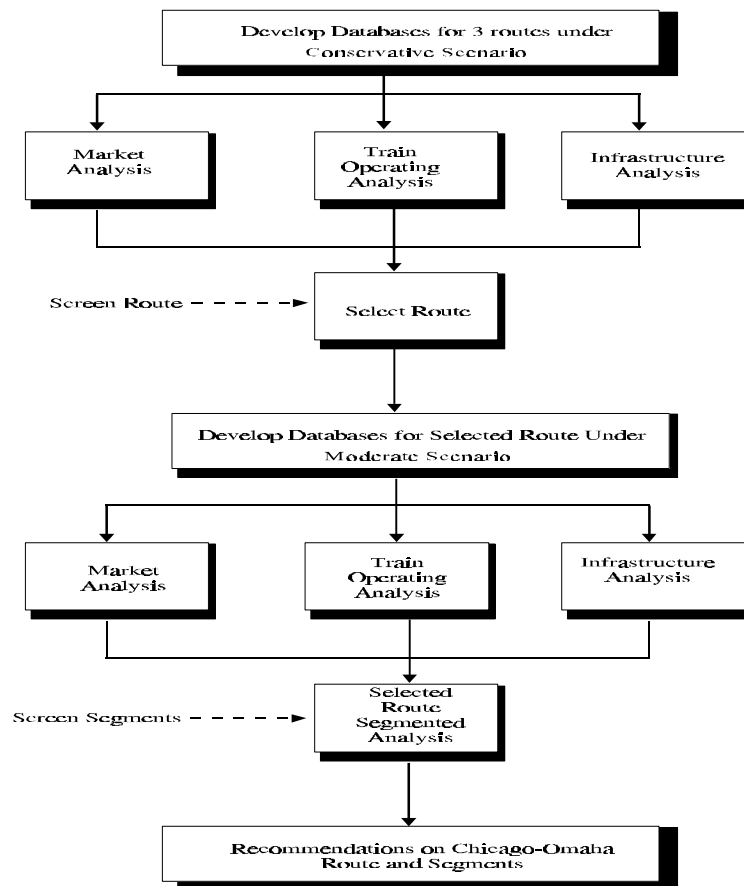 Develop Databases for 3 routes under
Conservative Scenario
Market
Analysis
Train
Operating
Analysis
Infrastructure
Analysis
Screen Route
Select Route
Develop Databases for Selected Route Under
Moderate Scenario
Market
Analysis
Train
Operating
Analysis
Infrastructure
Analysis
Screen Segments
Selected
Route
Segmented
Analysis
Recommendations on Chicago-Omaha
Route and Segments